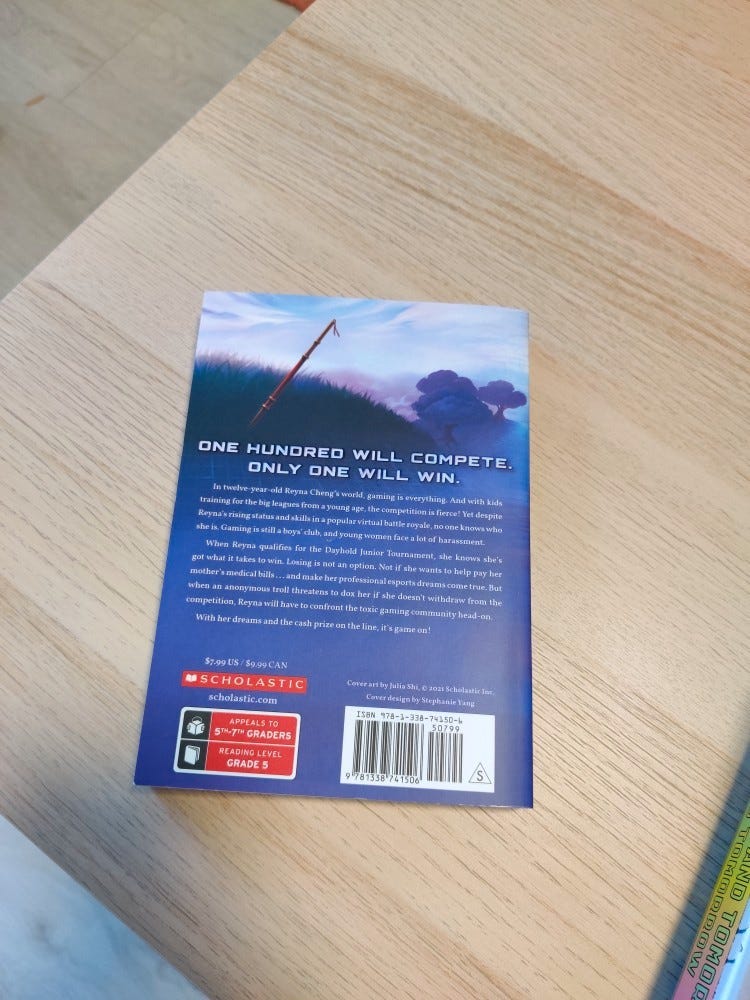 ONE HUNDRED WILL COMPETE.
ONLY ONE WILL WIN.
In twelve-year-old Reyna Cheng's world, gaming is everything. And with kids
training for the big leagues from a young age, the competition is fierce! Yet despite
Reyna's rising status and skills in a popular virtual battle royale, no one knows who
she is. Gaming is still a boys' club, and young women face a lot of harassment.
When Reyna qualifies for the Dayhold Junior Tournament, she knows she's
got what it takes to win. Losing is not an option. Not if she wants to help pay her
mother's medical bills... and make her professional esports dreams come true. But
when an anonymous troll threatens to dox her if she doesn't withdraw from the
competition, Reyna will have to confront the toxic gaming community head-on.
With her dreams and the cash prize on the line, it's game on!
$7.99 US / $9.99 CAN
SCHOLASTIC
scholastic.com
Cover art by Julia Shi, © 2021 Scholastic Inc.
Cover design by Stephanie Yang
APPEALS TO
5TH-7TH GRADERS
READING LEVEL
GRADE 5
ISBN 978-1-338-74150-6
50799
9 781338 741506
S
AND TOMOR
TOMORROW